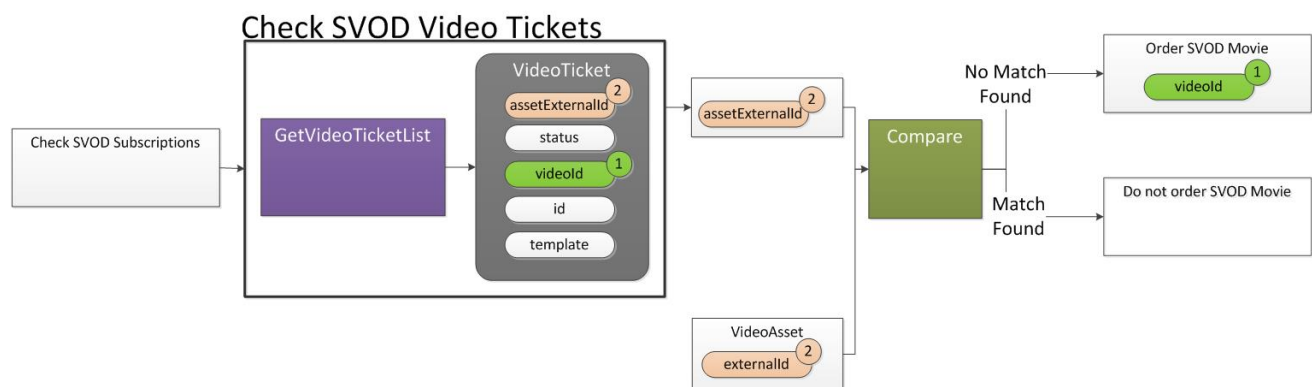 Check SVOD Video Tickets
Check SVOD Subscriptions
GetVideoTicketList
VideoTicket
assetExternalId
2
status
videoId
1
id
template
assetExternalId
2
VideoAsset
externalId
2
Compare
No Match
Found
Match
Found
Order SVOD Movie
videoId
1
Do not order SVOD Movie